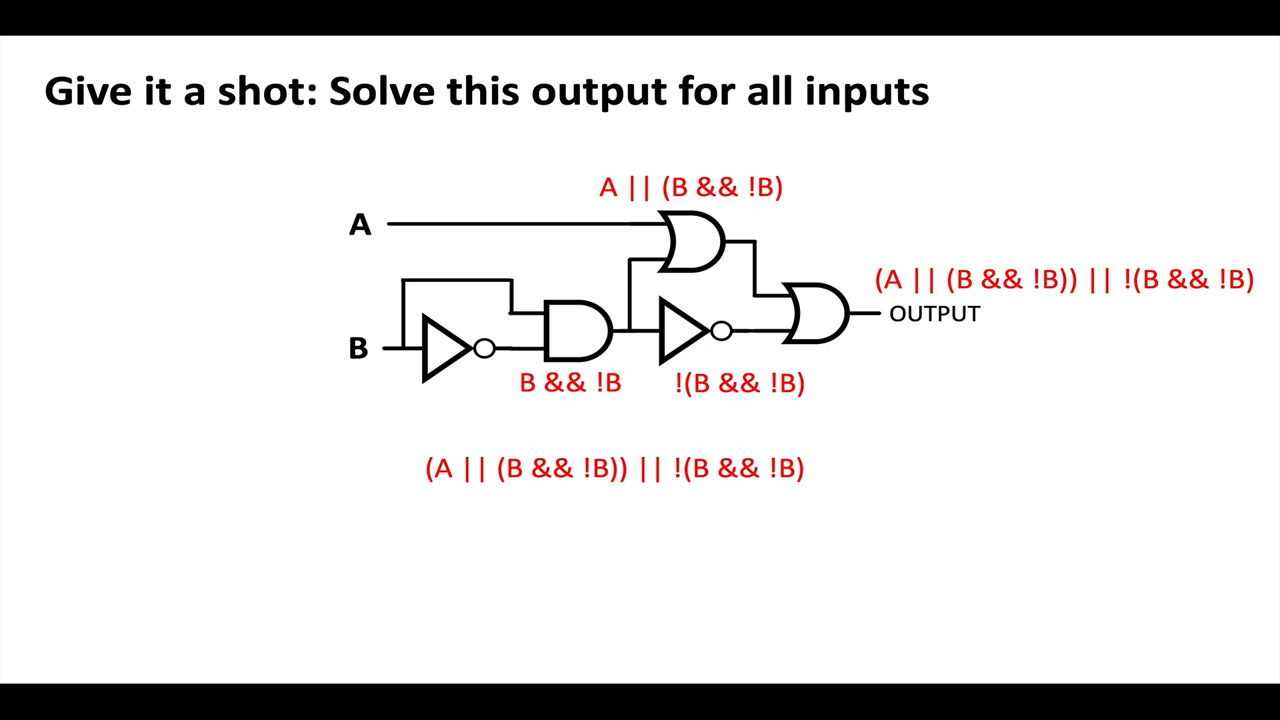 Give it a shot: Solve this output for all inputs
A || (B && !B)
A
(A || (B && !B)) || !(B && !B)
OUTPUT
B
B && !B
!(B && !B)
(A || (B && !B)) || !(B && !B)